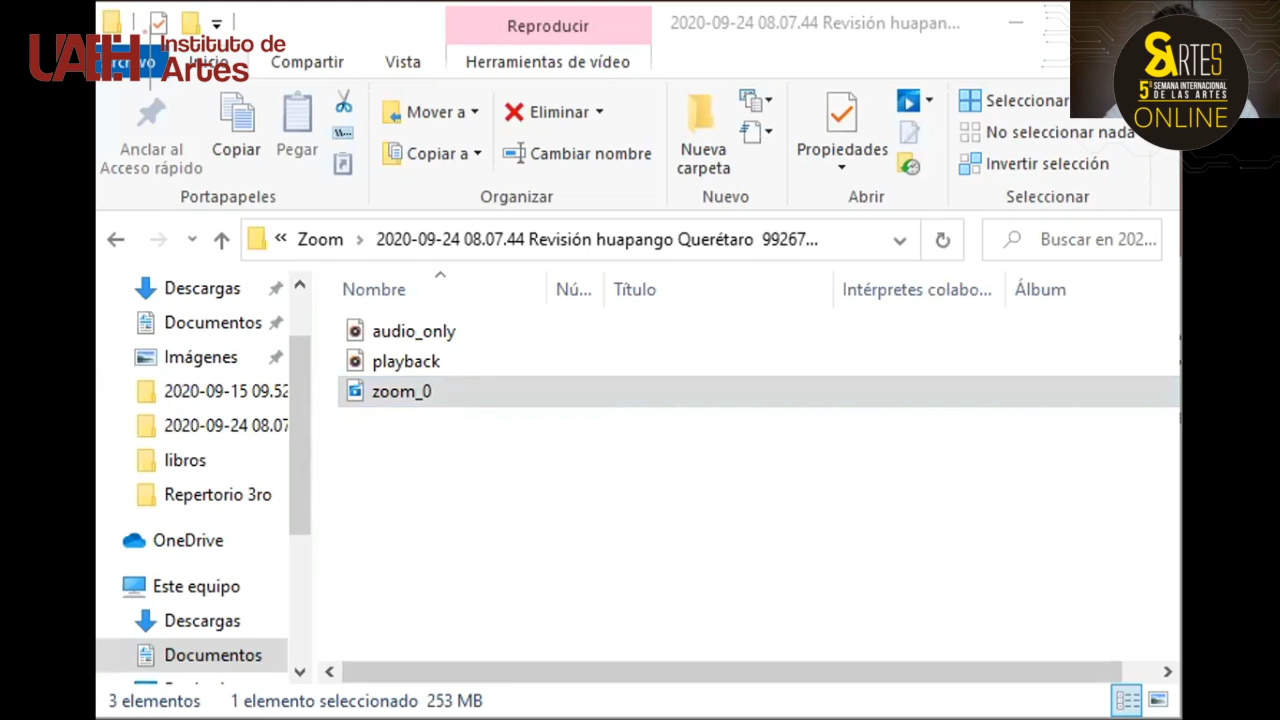 Reproducir
2020-09-24 08.07.44 Revisión huapan...
UAEH Instituto de
Artes
Archivo Inicio Compartir Vista Herramientas de vídeo
SARTES
5ª SEMANA INTERNACIONAL
DE LAS ARTES
ONLINE
Anclar al
Acceso rápido
Copiar
Pegar
Portapapeles
Mover a
Copiar a
Eliminar
Cambiar nombre
Organizar
Nueva
carpeta
Nuevo
Propiedades
Abrir
Seleccionar
No seleccionar nada
Invertir selección
Seleccionar
« Zoom > 2020-09-24 08.07.44 Revisión huapango Querétaro 99267...
Buscar en 202...
Nombre Nú... Título Intérpretes colabo... Álbum
audio_only
playback
zoom_0
Descargas
Documentos
Imágenes
2020-09-15 09.52
2020-09-24 08.07
libros
Repertorio 3ro
OneDrive
Este equipo
Descargas
Documentos
3 elementos 1 elemento seleccionado 253 MB